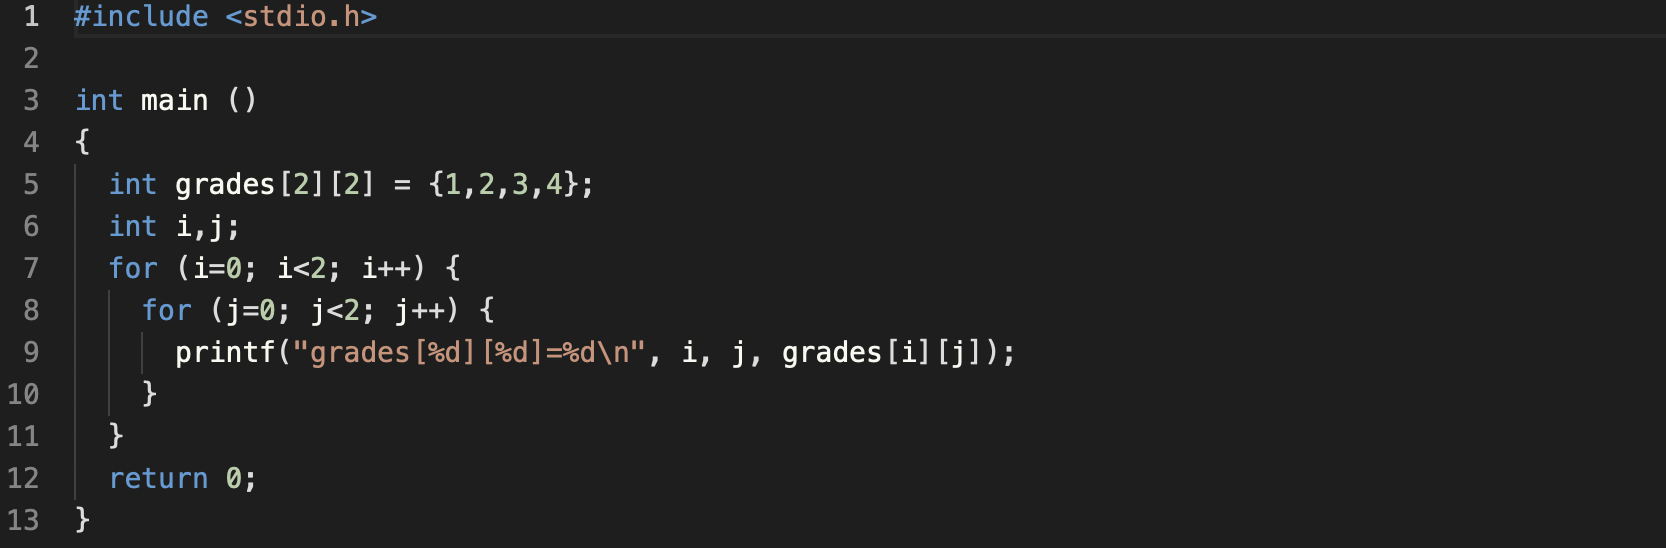 1 #include <stdio.h>
2
3 int main ()
4 {
5   int grades[2][2] = {1,2,3,4};
6   int i,j;
7   for (i=0; i<2; i++) {
8     for (j=0; j<2; j++) {
9       printf("grades[%d][%d]=%d\n", i, j, grades[i][j]);
10     }
11   }
12   return 0;
13 }